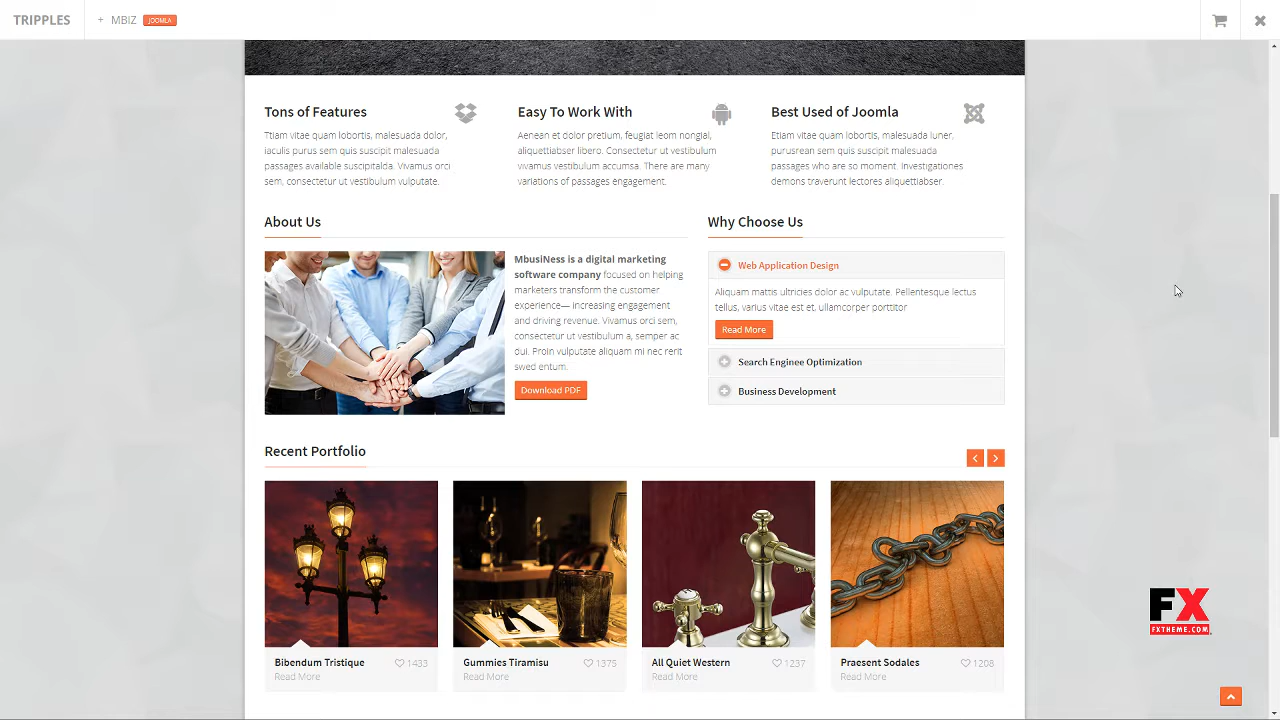 TRIPPLES
+ MBIZ JOOMLA
Tons of Features
Ttiam vitae quam lobortis, malesuada dolor,
iaculis purus sem quis suscipit malesuada
passages available suscipitalda. Vivamus orci
sem, consectetur ut vestibulum vulputate.
Easy To Work With
Aenean et dolor pretium, feugiat leom nongial,
aliquettiabser libero. Consectetur ut vestibulum
vivamus vestibulum accumsa. There are many
variations of passages engagement.
Best Used of Joomla
Etiam vitae quam lobortis, malesuada luner,
purusrean sem quis suscipit malesuada
passages who are so moment. Investigationes
demons traverunt lectores aliquettiabser.
About Us
MbusiNess is a digital marketing
software company focused on helping
marketers transform the customer
experience— increasing engagement
and driving revenue. Vivamus orci sem,
consectetur ut vestibulum a, semper ac
dui. Proin vulputate aliquam mi nec rerit
swed entum.
Download PDF
Why Choose Us
Web Application Design
Aliquam mattis ultricies dolor ac vulputate. Pellentesque lectus
tellus, varius vitae est et, ullamcorper porttitor
Read More
Search Enginee Optimization
Business Development
Recent Portfolio
Bibendum Tristique 1433
Read More
Gummies Tiramisu 1375
Read More
All Quiet Western 1237
Read More
Praesent Sodales 1208
Read More
FX
FXTHEME.COM